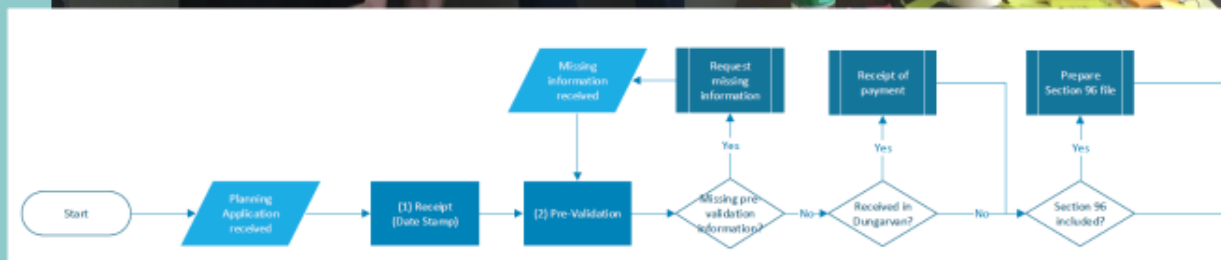 Missing
information
received
Request
missing
information
Receipt of
payment
Prepare
Section 96 file
Yes
Yes
Yes
Start
Planning
Application
received
(1) Receipt
(Date Stamp)
(2) Pre-Validation
Missing pre-
validation
information?
No
Received in
Dungarvan?
No
Section 96
included?